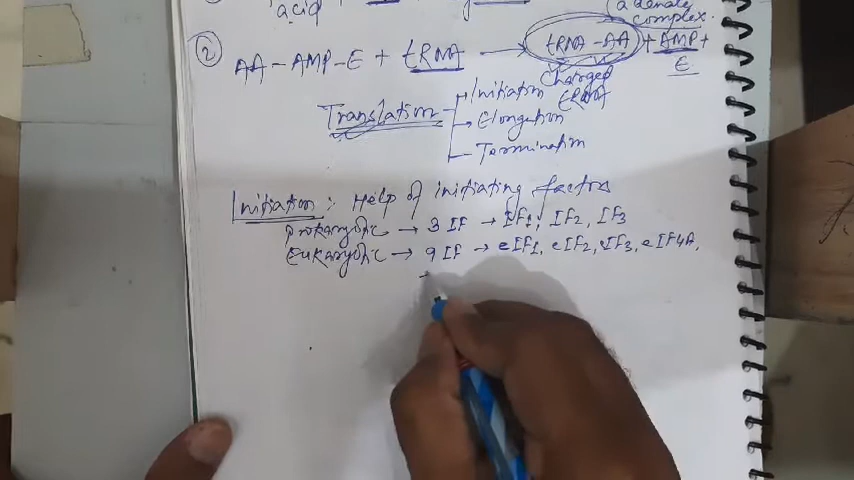 acid
adenate complex.
② AA - AMP - E + tRNA → tRNA - AA + AMP + E
Charged tRNA
Translation
Initiation
Elongation
Termination
Initiation : Help of initiating factors
Prokaryotic → 3 IF → IF1, IF2, IF3
Eukaryotic → 9 IF → eIF1, eIF2, eIF3, eIF4A,